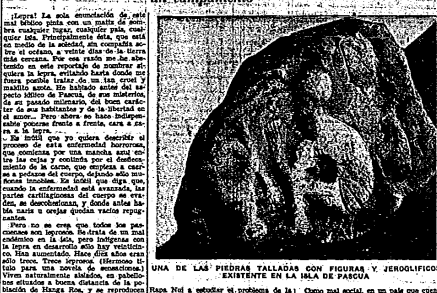 ¡Lepra! La sola enunciación de este
mal bíblico pinta con un matiz de som-
bra cualquier lugar, cualquier país, cual-
quier isla. Principalmente ésta, que está
en medio de la soledad, sin compañía so-
bre el océano, a veinte días de la tierra
más cercana. Por esa razón me he abs-
tenido en este reportaje de nombrar si-
quiera la lepra, evitando hasta donde me
fuera posible tratar de un tan cruel y
maldito azote. He hablado antes del as-
pecto idílico de Pascua, de sus misterios,
de su pasado milenario, del buen carác-
ter de sus habitantes y de la libertad en
el amor... Pero ahora se hace indispen-
sable ponerse frente a frente, cara a ca-
ra a la lepra.
Es inútil que yo quiera describir el
proceso de esta enfermedad horrorosa,
que comienza por una mancha azul en-
tre las cejas y continúa por el desfleca-
miento de la carne, que empieza a caer-
se a pedazos del cuerpo, dejando sólo mu-
ñones innobles. Es inútil que diga que,
cuando la enfermedad está avanzada, las
partes cartilaginosas del cuerpo se eva-
den, se descohesionan, y donde antes ha-
bía nariz u orejas quedan vacíos repug-
nantes.
Pero no se crea que todos los pas-
cuenses son leprosos. Se trata de un mal
endémico en la isla, pero indígenas con
la lepra en desarrollo sólo hay veintici-
co. Han aumentado. Hace diez años eran
sólo trece. Trece leprosos. (Hermoso tí-
tulo para una novela de sensaciones.)
Viven naturalmente aislados, en pabello-
nes situados a buena distancia de la po-
blación de Hanga Roa, y se reproducen
UNA DE LAS PIEDRAS TALLADAS CON FIGURAS Y JEROGLIFICOS
EXISTENTE EN LA ISLA DE PASCUA
Rapa Nui a estudiar el problema de la
Como mal social, en un país que cuen